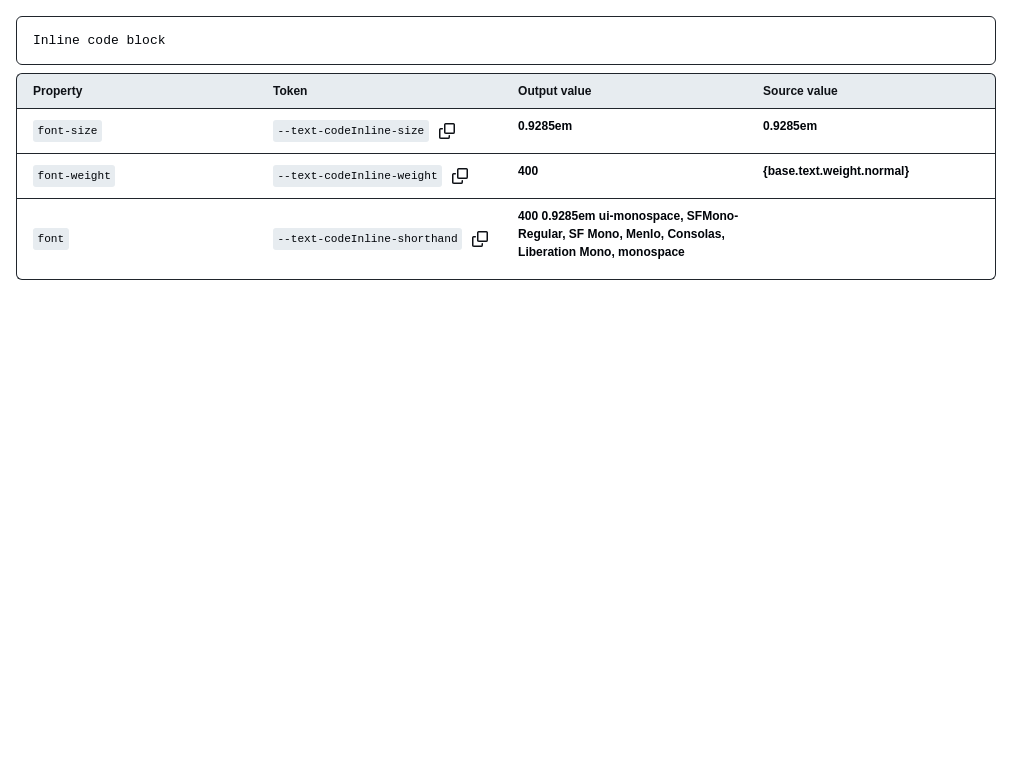 Inline code block
Property Token Output value Source value
font-size --text-codeInline-size 0.9285em 0.9285em
font-weight --text-codeInline-weight 400 {base.text.weight.normal}
font --text-codeInline-shorthand 400 0.9285em ui-monospace, SFMono-
Regular, SF Mono, Menlo, Consolas,
Liberation Mono, monospace